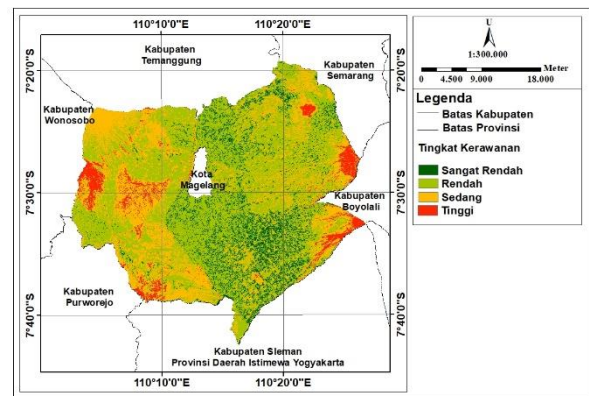 110°10'0"E
110°20'0"E
Kabupaten
Temanggung
Kabupaten
Semarang
7°20'0"S
7°20'0"S
Kabupaten
Wonosobo
Kota
Magelang
7°30'0"S
7°30'0"S
Kabupaten
Boyolali
Kabupaten
Purworejo
7°40'0"S
7°40'0"S
Kabupaten Sleman
Provinsi Daerah Istimewa Yogyakarta
110°10'0"E
110°20'0"E
U
1:300.000
Meter
0 4.500 9.000 18.000
Legenda
Batas Kabupaten
Batas Provinsi
Tingkat Kerawanan
Sangat Rendah
Rendah
Sedang
Tinggi